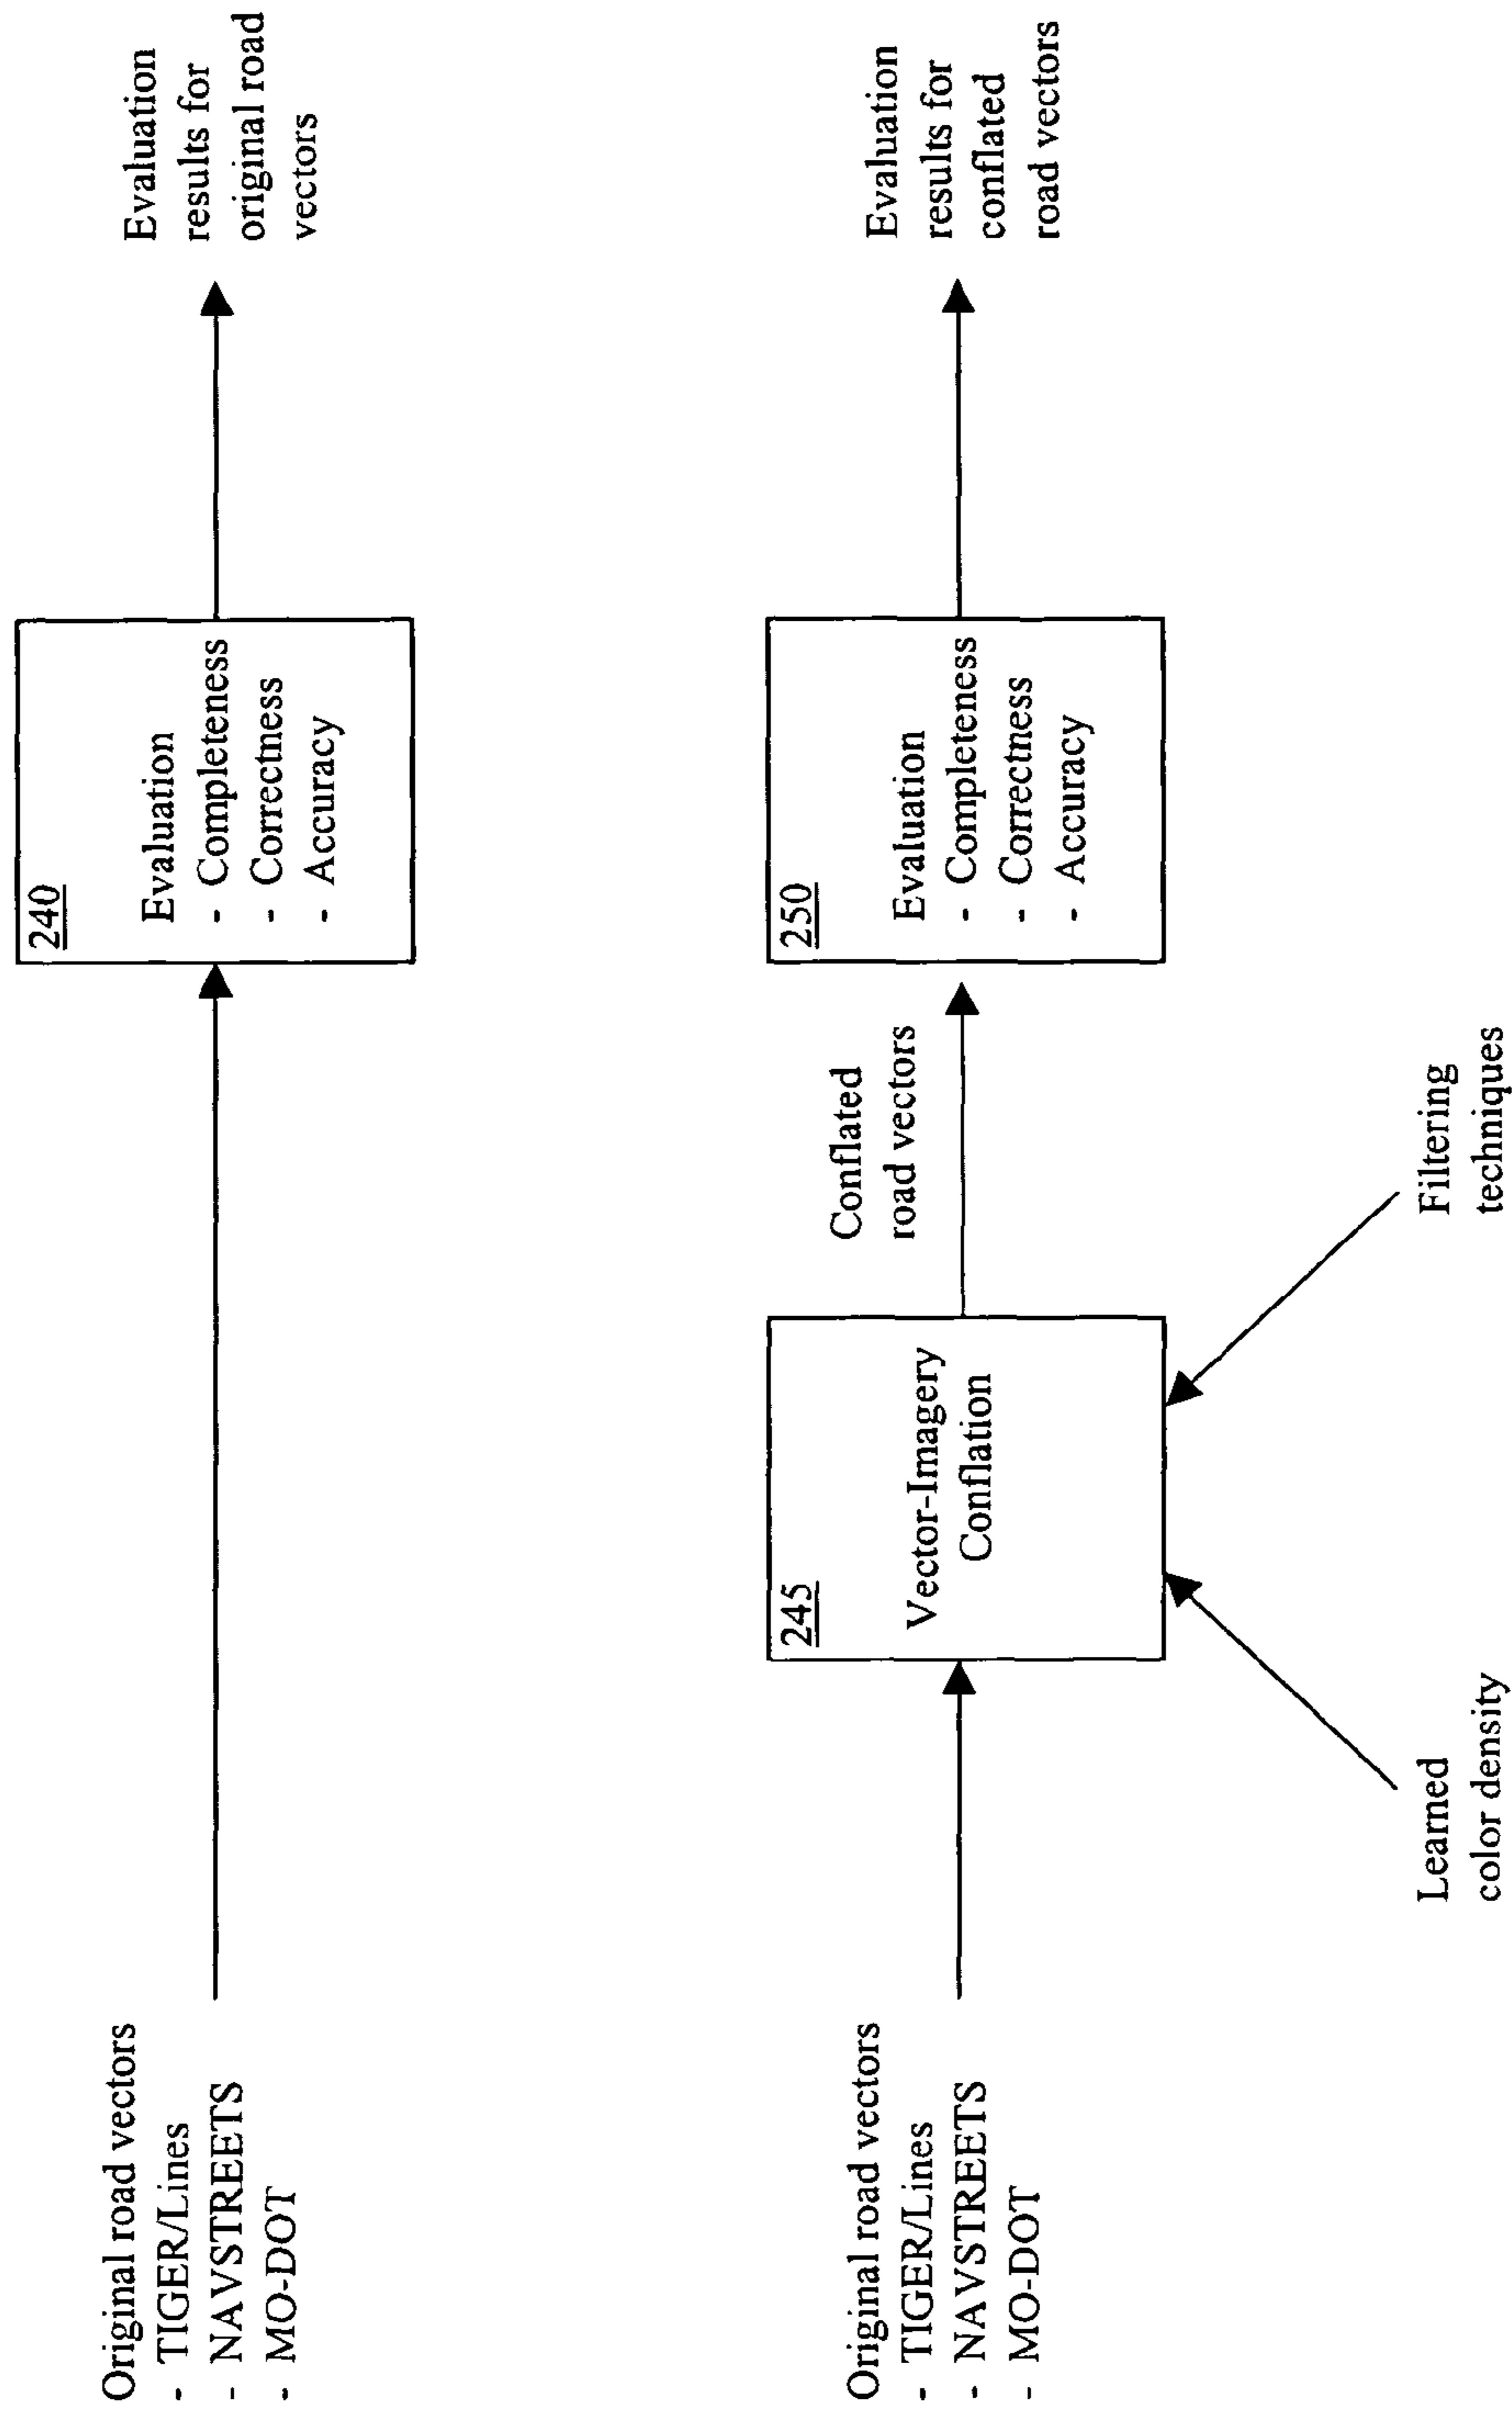 Original road vectors
- TIGER/Lines
- NAVSTREETS
- MO-DOT
240
Evaluation
- Completeness
- Correctness
- Accuracy
Evaluation
results for
original road
vectors
Original road vectors
- TIGER/Lines
- NAVSTREETS
- MO-DOT
245
Vector-Imagery
Conflation
Learned
color density
Filtering
techniques
Conflated
road vectors
250
Evaluation
- Completeness
- Correctness
- Accuracy
Evaluation
results for
conflated
road vectors